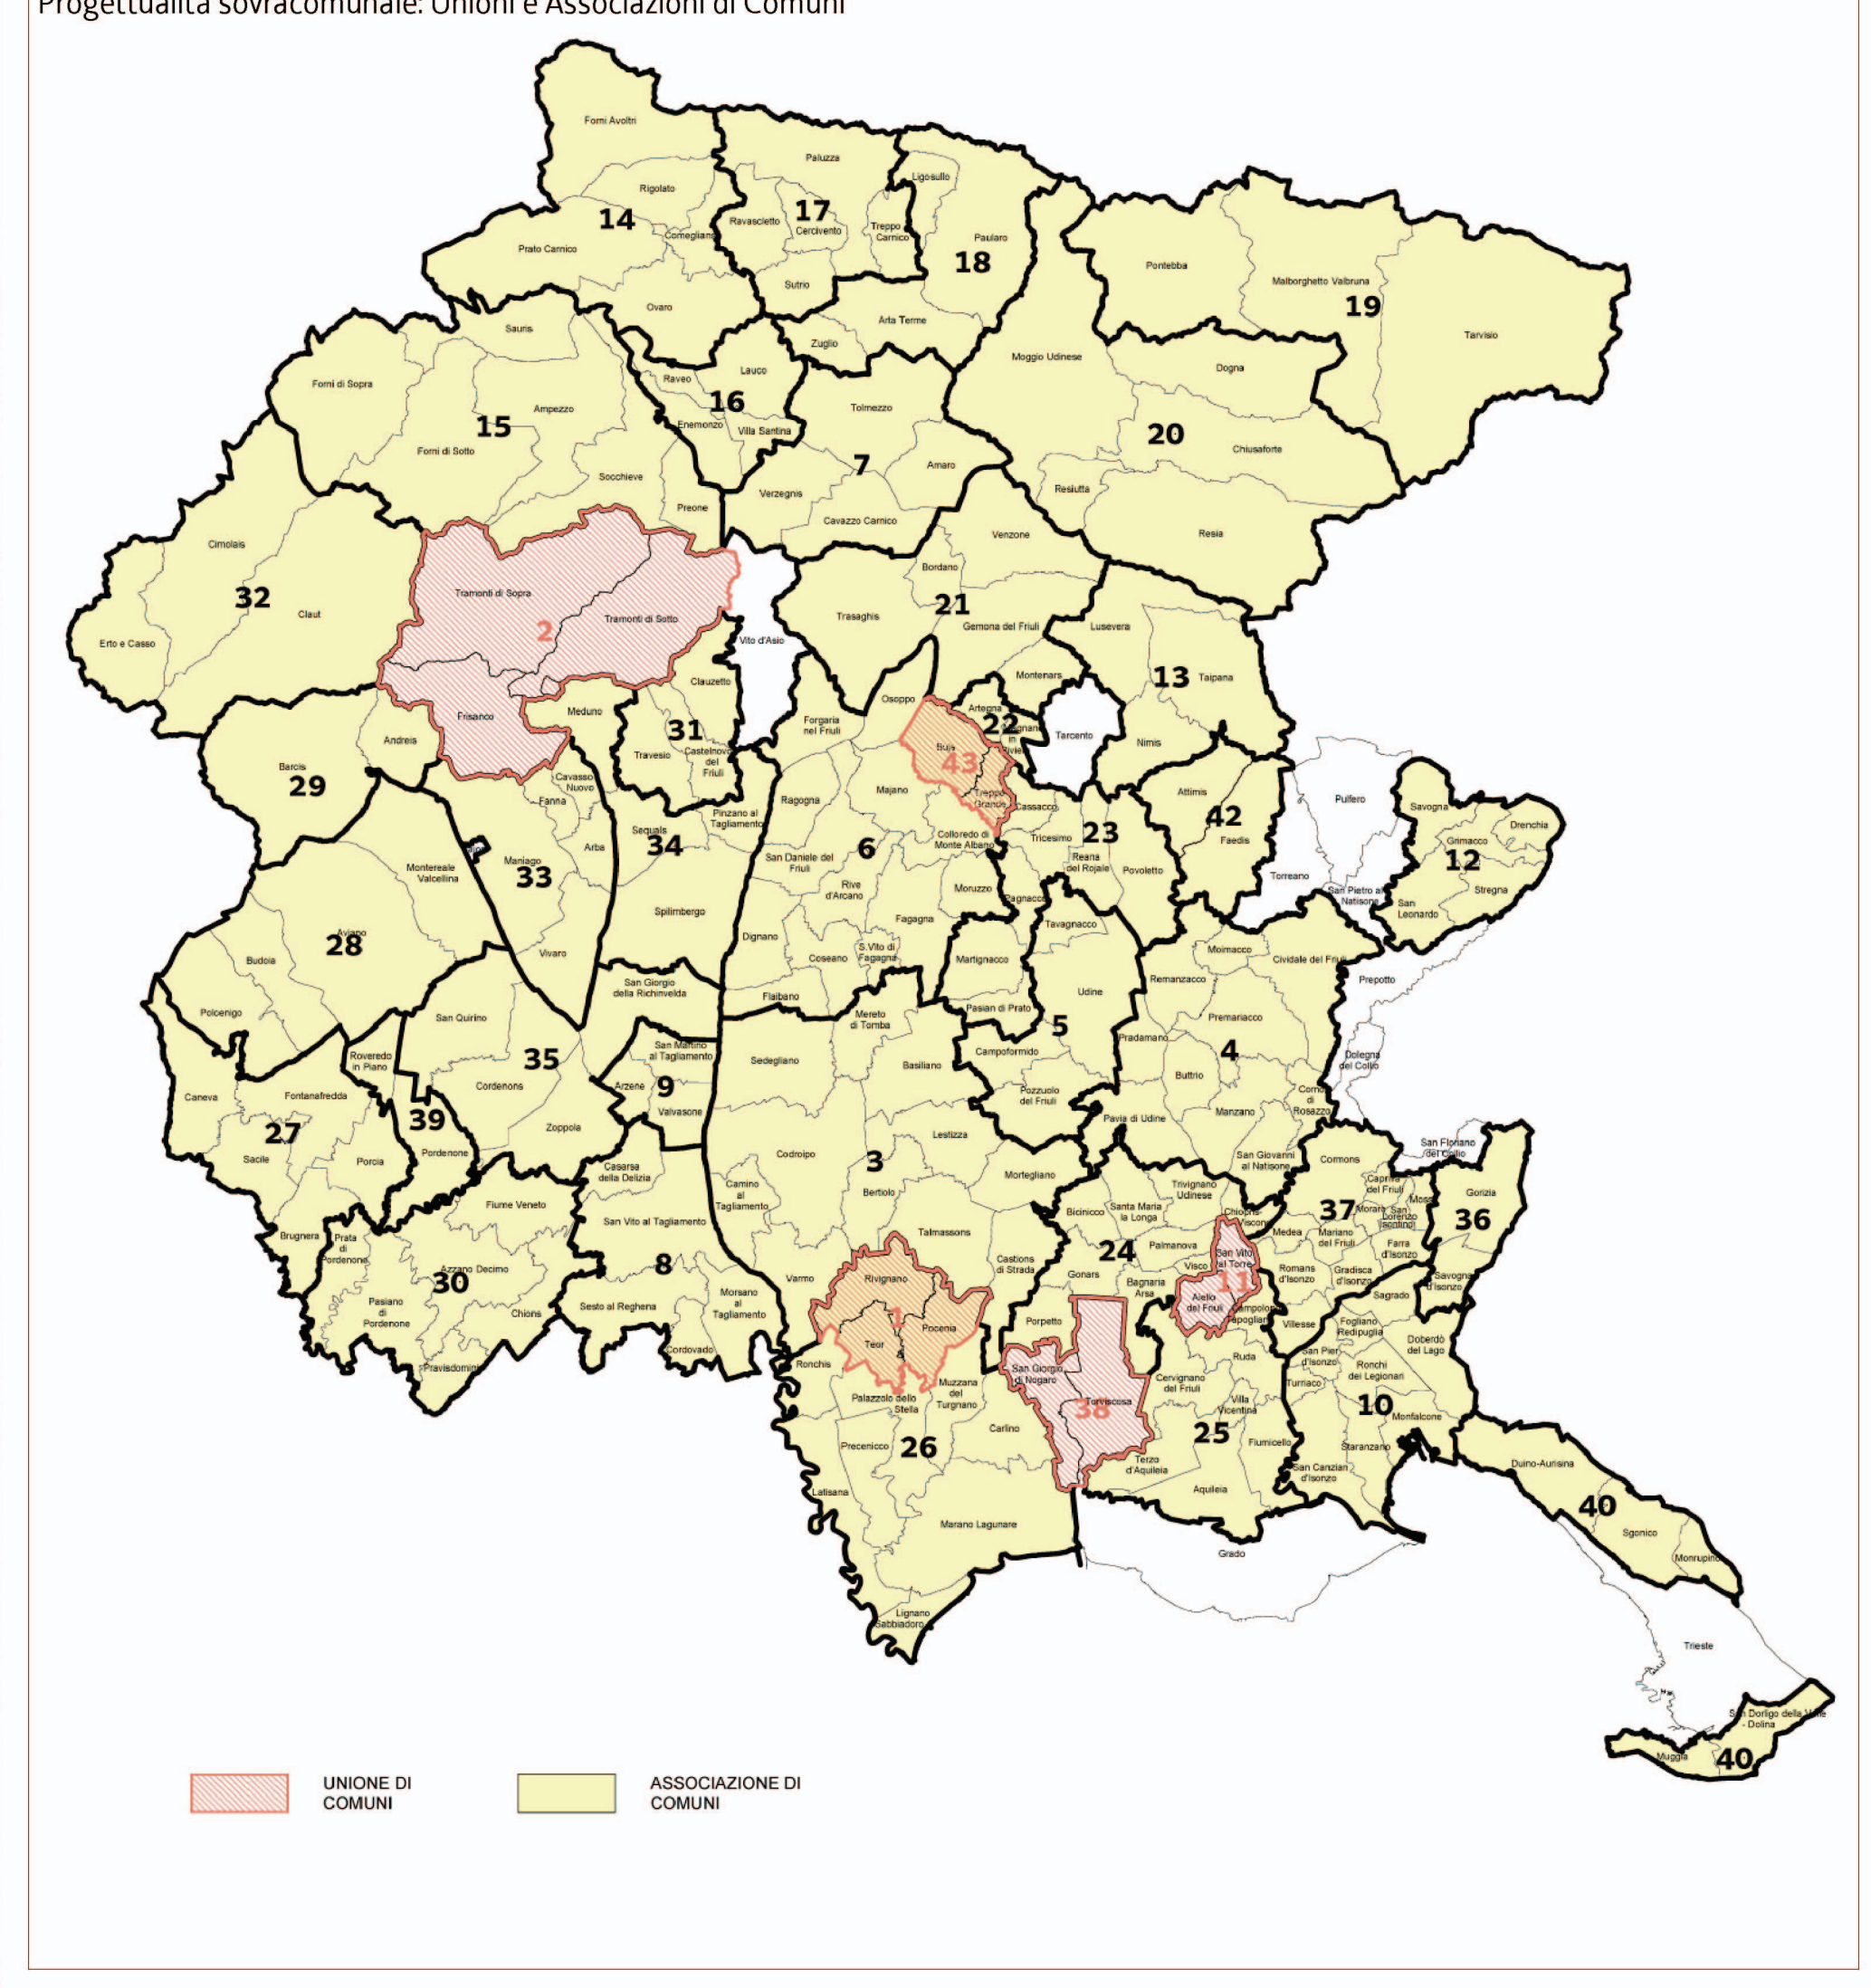 Progettualità sovracomunale: Unioni e Associazioni di Comuni
Forni Avoltri
Paluzza
Ligosullo
Rigolato
14
Ravascletto
17
Cercivento
Treppo
Carnico
Comeglians
Prato Carnico
Paularo
18
Pontebba
Malborghetto Valbruna
19
Tarvisio
Sutrio
Ovaro
Arta Terme
Sauris
Zuglio
Moggio Udinese
Dogna
Forni di Sopra
Raveo
Lauco
16
Ampezzo
Tolmezzo
15
Enemonzo
Villa Santina
20
Forni di Sotto
Chiusaforte
7
Amaro
Socchieve
Verzegnis
Resiutta
Preone
Cavazzo Carnico
Venzone
Resia
Cimolais
Bordano
32
Claut
Tramonti di Sopra
21
Trasaghis
Tramonti di Sotto
2
Gemona del Friuli
Lusevera
Erto e Casso
Vito d'Asio
Clauzetto
Montenars
13
Taipana
Osoppo
Meduno
Frisanco
Artegna
22
in
Forgaria
nel Friuli
31
Tarcento
Andreis
Nimis
Buja
43
Travesio
Castelnovo
del
Friuli
Barcis
29
Cavasso
Nuovo
Treppo
Grande
Attimis
Pulfero
Majano
Fanna
Ragogna
Cassacco
Savogna
42
Pinzano al
Tagliamento
Drenchia
Sequals
34
Colloredo di
Monte Albano
Tricesimo
23
Faedis
Grimacco
12
Arba
6
Maniago
33
San Daniele del
Friuli
Reana
del Rojale
Povoletto
Montereale
Valcellina
Torreano
Rive
d'Arcano
Moruzzo
Pagnacco
San Pietro al
Natisone
Stregna
San
Leonardo
Spilimbergo
Fagagna
Tavagnacco
Aviano
28
Dignano
Budoia
Vivaro
Coseano
S.Vito di
Fagagna
Martignacco
Moimacco
Cividale del Friuli
San Giorgio
della Richinvelda
Flaibano
Udine
Remanzacco
Prepotto
Polcenigo
San Quirino
Mereto
di Tomba
Pasian di Prato
5
Premariacco
Roveredo
in Piano
35
San Martino
al Tagliamento
Sedegliano
Basiliano
Campoformido
Pradamano
4
Dolegna
del Collio
Caneva
Fontanafredda
Cordenons
Arzene
9
Valvasone
Buttrio
Pozzuolo
del Friuli
Corno
di
Rosazzo
39
Manzano
Pavia di Udine
27
Zoppola
Lestizza
Sacile
Porcia
Pordenone
Codroipo
3
San Giovanni
al Natisone
Cormons
San Floriano
del Collio
Casarsa
della Delizia
Mortegliano
Camino
al
Tagliamento
Bertiolo
Trivignano
Udinese
Capriva
del Friuli
Gorizia
Fiume Veneto
Bicinicco
Santa Maria
la Longa
37
36
San Vito al Tagliamento
Talmassons
Medea
Mariano
del Friuli
Moraro
San
Lorenzo
Isontino
Brugnera
Prata
di
Pordenone
24
Palmanova
Farra
d'Isonzo
Azzano Decimo
30
8
Castions
di Strada
Visco
San Vito
al Torre
11
Romans
d'Isonzo
Gradisca
d'Isonzo
Savogna
d'Isonzo
Varmo
Rivignano
Gonars
Bagnaria
Arsa
Sagrado
Pasiano
di
Pordenone
Chions
Sesto al Reghena
Morsano
al
Tagliamento
1
Pocenia
Teor
Porpetto
Aiello
del Friuli
Villesse
Fogliano
Redipuglia
Doberdò
del Lago
Cordovado
Pravisdomini
Ronchis
San Giorgio
di Nogaro
Ruda
San Pier
d'Isonzo
Ronchi
dei Legionari
Palazzolo dello
Stella
Muzzana
del
Turgnano
Torviscosa
38
Cervignano
del Friuli
Turriaco
Villa
Vicentina
10
Monfalcone
Carlino
25
Fiumicello
Staranzano
Precenicco
26
Terzo
d'Aquileia
San Canzian
d'Isonzo
Duino-Aurisina
Latisana
Aquileia
40
Marano Lagunare
Sgonico
Grado
Monrupino
Lignano
Sabbiadoro
Trieste
San Dorligo della Valle
- Dolina
Muggia
40
UNIONE DI
COMUNI
ASSOCIAZIONE DI
COMUNI